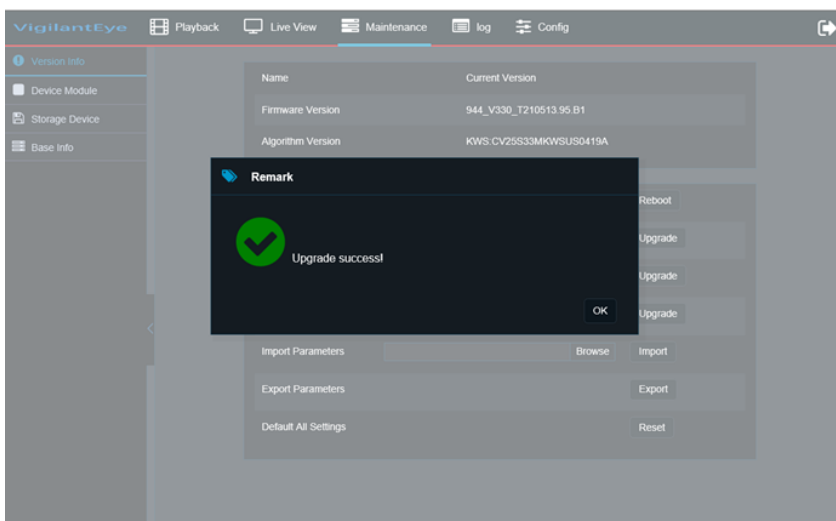 VigilantEye Playback Live View Maintenance log Config
Version Info
Device Module
Storage Device
Base Info
Name Current Version
Firmware Version 944_V330_T210513.95.B1
Algorithm Version KWS:CV25S33MKWSUS0419A
Remark
Upgrade success!
OK
Reboot
Upgrade
Upgrade
Upgrade
Import Parameters Browse Import
Export Parameters Export
Default All Settings Reset